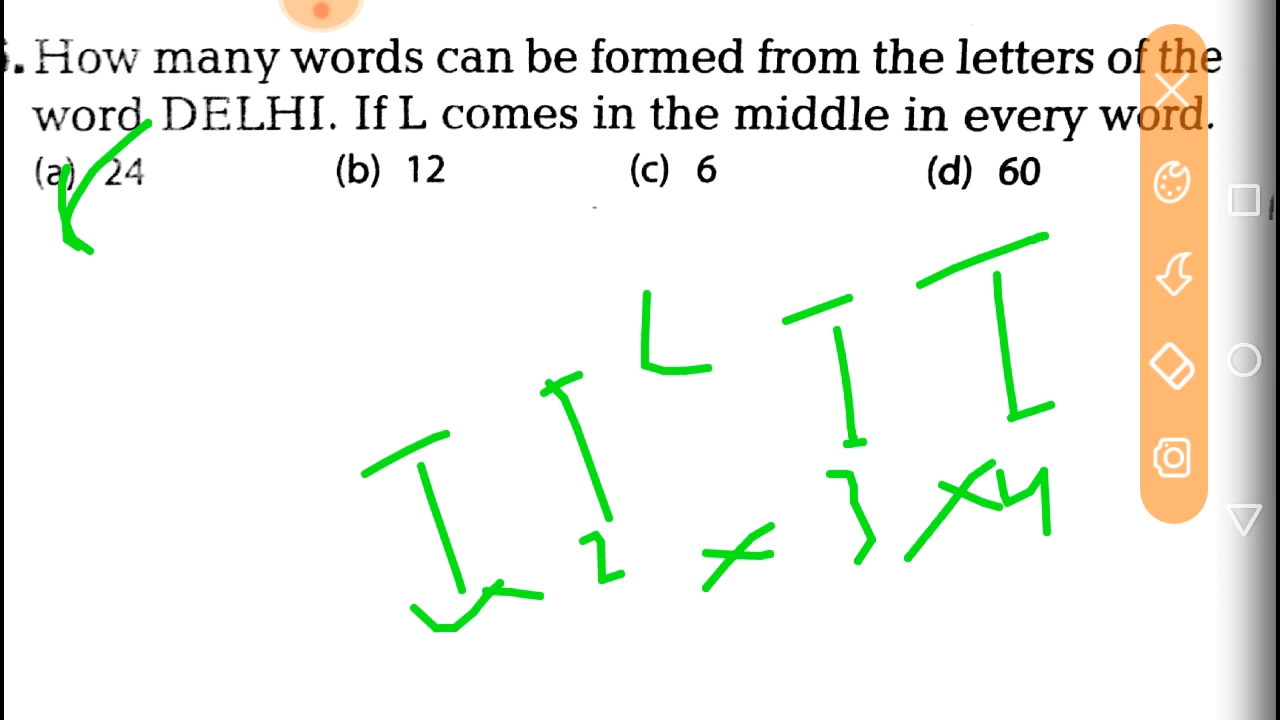 . How many words can be formed from the letters of the
word DELHI. If L comes in the middle in every word.
(a) 24 (b) 12 (c) 6 (d) 60
L
2 × 3 × 4